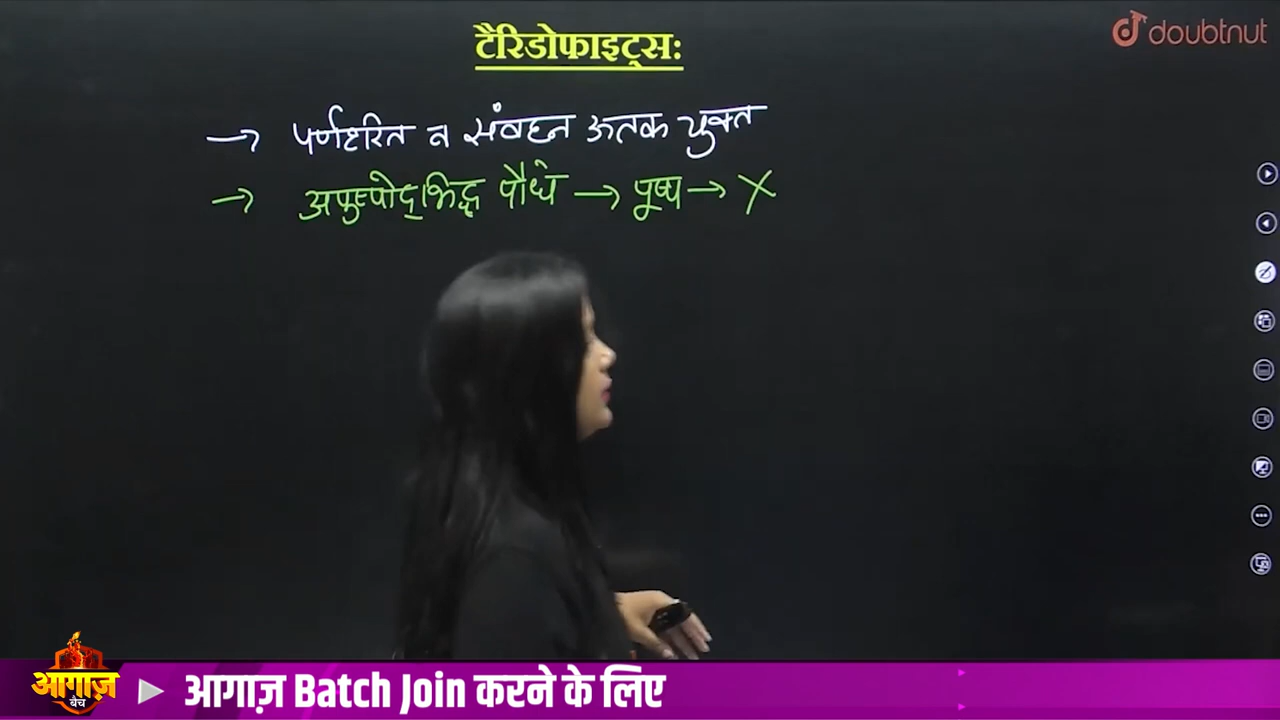 टैरिडोफाइट्स:
doubtnut
→ पर्णहरित व संवहन ऊतक युक्त
→ अपुष्पोद्भिद् पौधे → पुष्प → X
आगाज़
बैच
आगाज़ Batch Join करने के लिए